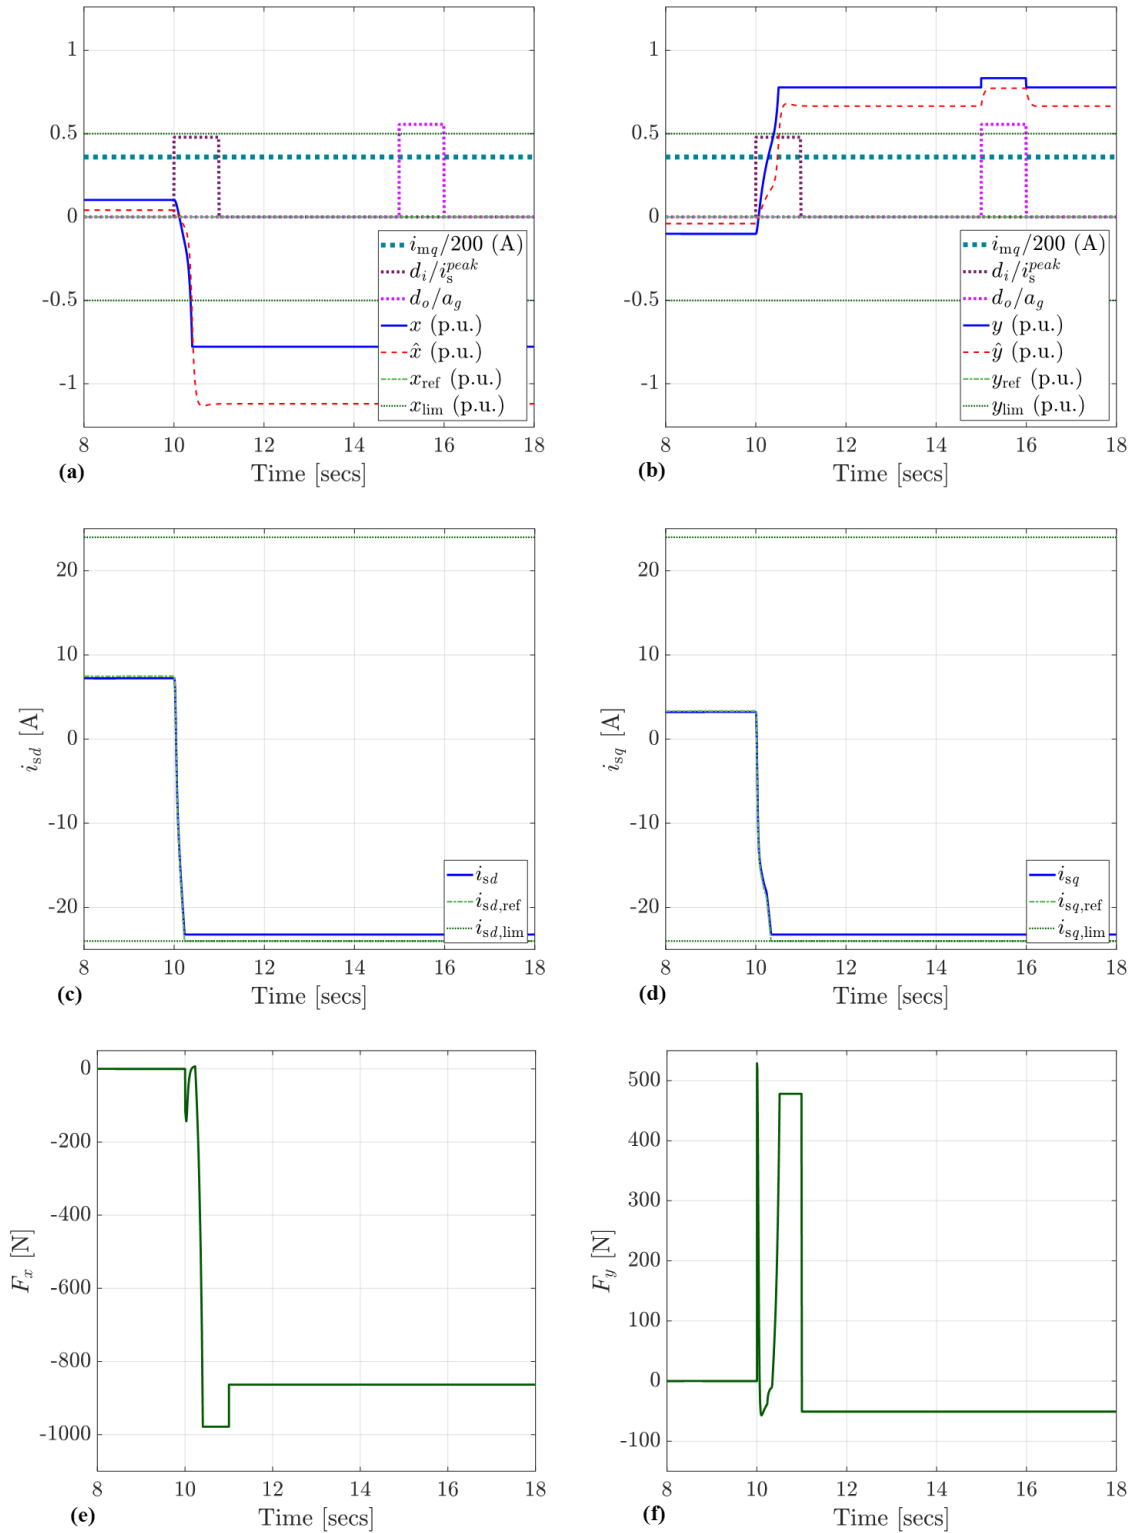 1
0.5
0
-0.5
-1
i_mq/200 (A)
d_i/i_s^peak
d_o/a_g
x (p.u.)
x̂ (p.u.)
x_ref (p.u.)
x_lim (p.u.)
8 10 12 14 16 18
Time [secs]
(a)
1
0.5
0
-0.5
-1
i_mq/200 (A)
d_i/i_s^peak
d_o/a_g
y (p.u.)
ŷ (p.u.)
y_ref (p.u.)
y_lim (p.u.)
8 10 12 14 16 18
Time [secs]
(b)
20
10
0
-10
-20
i_sd [A]
i_sd
i_sd,ref
i_sd,lim
8 10 12 14 16 18
Time [secs]
(c)
20
10
0
-10
-20
i_sq [A]
i_sq
i_sq,ref
i_sq,lim
8 10 12 14 16 18
Time [secs]
(d)
0
-200
-400
-600
-800
-1000
F_x [N]
8 10 12 14 16 18
Time [secs]
(e)
500
400
300
200
100
0
-100
F_y [N]
8 10 12 14 16 18
Time [secs]
(f)